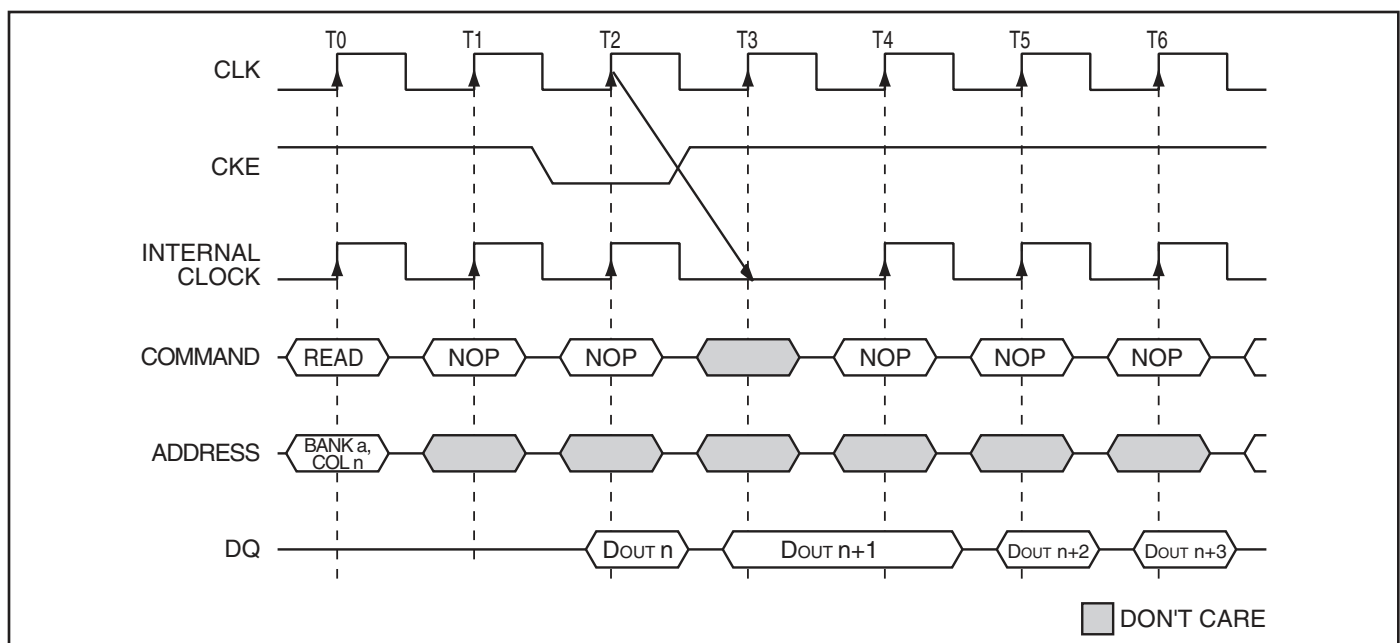 T0 T1 T2 T3 T4 T5 T6
CLK
CKE
INTERNAL
CLOCK
COMMAND READ NOP NOP NOP NOP NOP
ADDRESS BANK a,
COL n
DQ DOUT n DOUT n+1 DOUT n+2 DOUT n+3
DON'T CARE